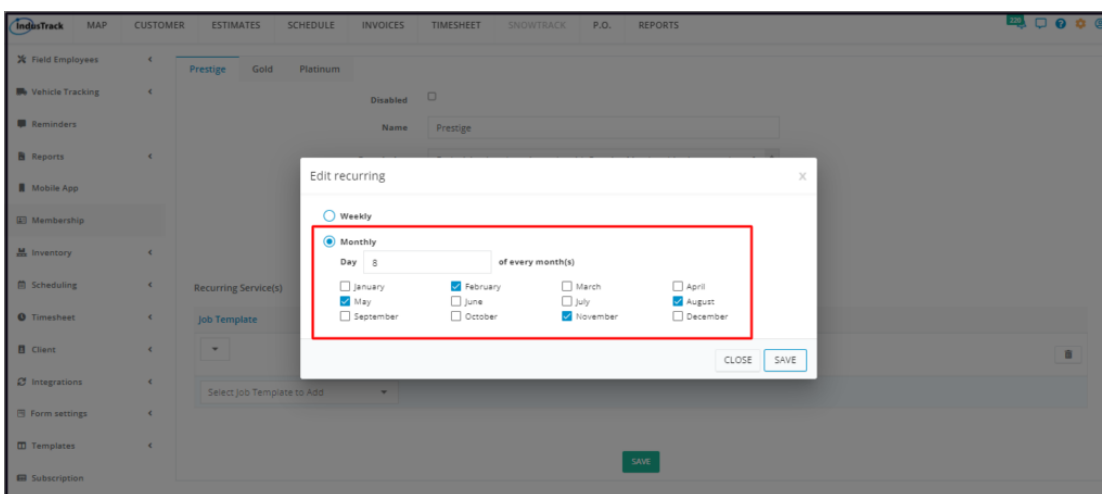 IndusTrack MAP CUSTOMER ESTIMATES SCHEDULE INVOICES TIMESHEET SNOWTRACK P.O. REPORTS 220
Field Employees
Vehicle Tracking
Reminders
Reports
Mobile App
Membership
Inventory
Scheduling
Timesheet
Client
Integrations
Form settings
Templates
Subscription
Prestige Gold Platinum
Disabled
Name Prestige
Edit recurring X
Weekly
Monthly
Day 8 of every month(s)
January February March April
May June July August
September October November December
CLOSE SAVE
Recurring Service(s)
Job Template
Select Job Template to Add
SAVE